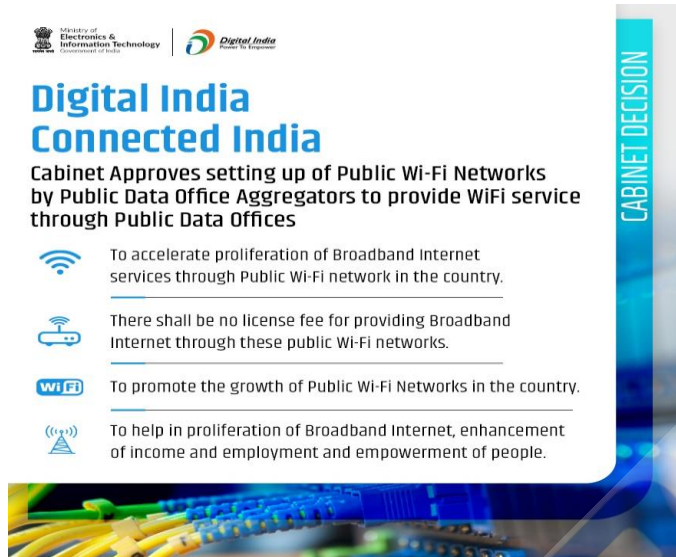 Ministry of
Electronics &
Information Technology
Government of India
Digital India
Power To Empower
CABINET DECISION
Digital India
Connected India
Cabinet Approves setting up of Public Wi-Fi Networks
by Public Data Office Aggregators to provide WiFi service
through Public Data Offices
To accelerate proliferation of Broadband Internet
services through Public Wi-Fi network in the country.
There shall be no license fee for providing Broadband
Internet through these public Wi-Fi networks.
WiFi
To promote the growth of Public Wi-Fi Networks in the country.
To help in proliferation of Broadband Internet, enhancement
of income and employment and empowerment of people.